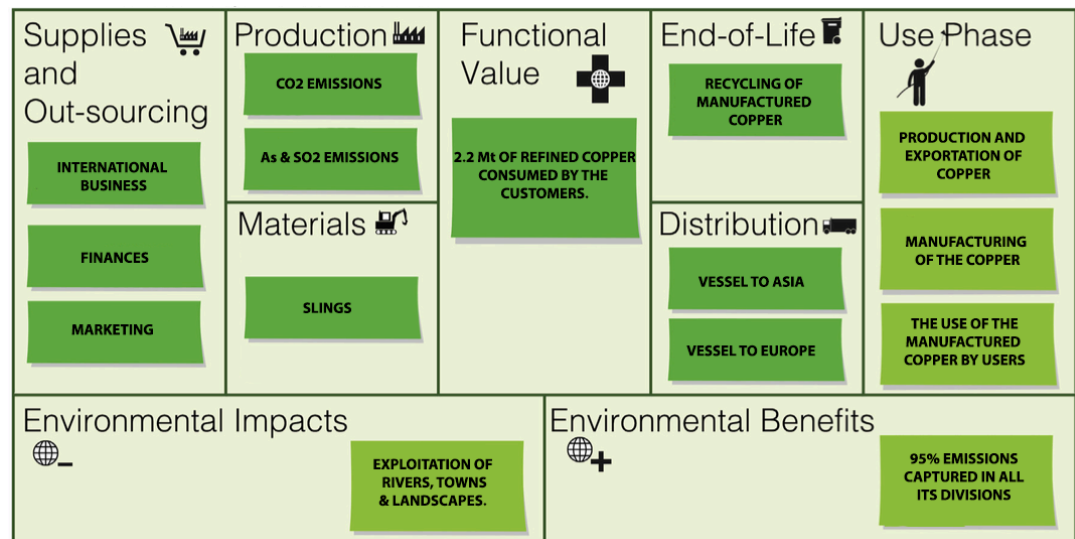 Supplies
and
Out-sourcing
INTERNATIONAL
BUSINESS
FINANCES
MARKETING
Production
CO2 EMISSIONS
As & SO2 EMISSIONS
Materials
SLINGS
Functional
Value
2.2 Mt OF REFINED COPPER
CONSUMED BY THE
CUSTOMERS.
End-of-Life
RECYCLING OF
MANUFACTURED
COPPER
Distribution
VESSEL TO ASIA
VESSEL TO EUROPE
Use Phase
PRODUCTION AND
EXPORTATION OF
COPPER
MANUFACTURING
OF THE COPPER
THE USE OF THE
MANUFACTURED
COPPER BY USERS
Environmental Impacts
EXPLOITATION OF
RIVERS, TOWNS
& LANDSCAPES.
Environmental Benefits
95% EMISSIONS
CAPTURED IN ALL
ITS DIVISIONS